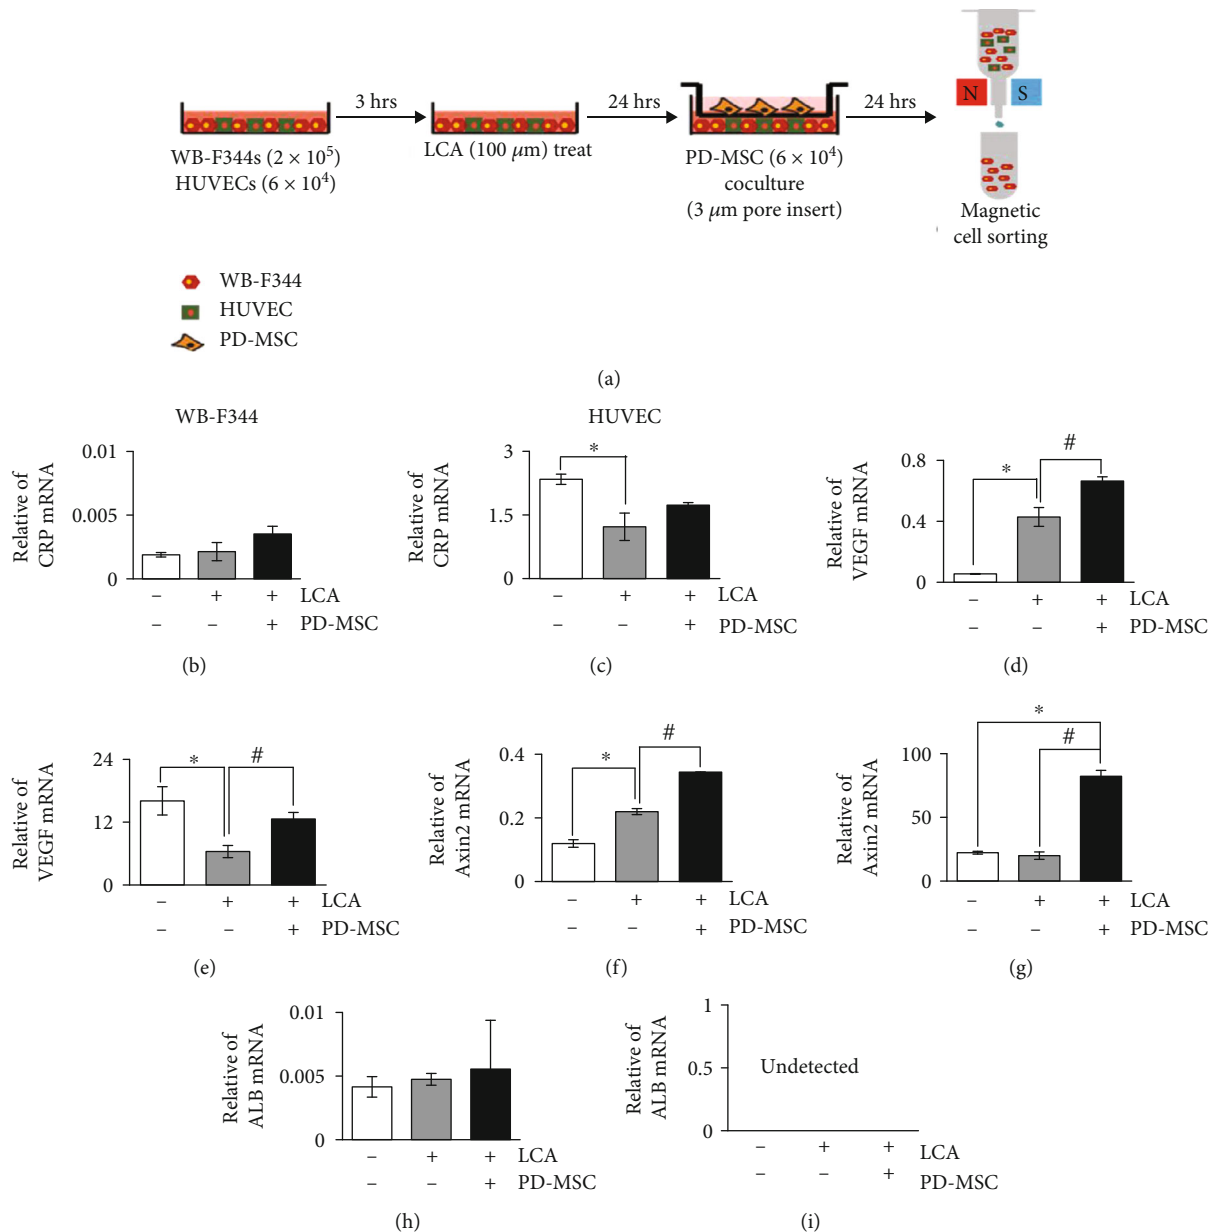 3 hrs
24 hrs
24 hrs
N
S
WB-F344s (2 × 10⁵)
HUVECs (6 × 10⁴)
LCA (100 μm) treat
PD-MSC (6 × 10⁴)
coculture
(3 μm pore insert)
Magnetic
cell sorting
WB-F344
HUVEC
PD-MSC
(a)
WB-F344
Relative of
CRP mRNA
0.01
0.005
0
– + + LCA
– – + PD-MSC
(b)
HUVEC
Relative of
CRP mRNA
3
1.5
0
*
– + + LCA
– – + PD-MSC
(c)
Relative of
VEGF mRNA
0.8
0.4
0
* #
– + + LCA
– – + PD-MSC
(d)
Relative of
VEGF mRNA
24
12
0
* #
– + + LCA
– – + PD-MSC
(e)
Relative of
Axin2 mRNA
0.4
0.2
0
* #
– + + LCA
– – + PD-MSC
(f)
Relative of
Axin2 mRNA
100
50
0
*
#
– + + LCA
– – + PD-MSC
(g)
Relative of
ALB mRNA
0.01
0.005
0
– + + LCA
– – + PD-MSC
(h)
Relative of
ALB mRNA
1
0.5
0
Undetected
– + + LCA
– – + PD-MSC
(i)